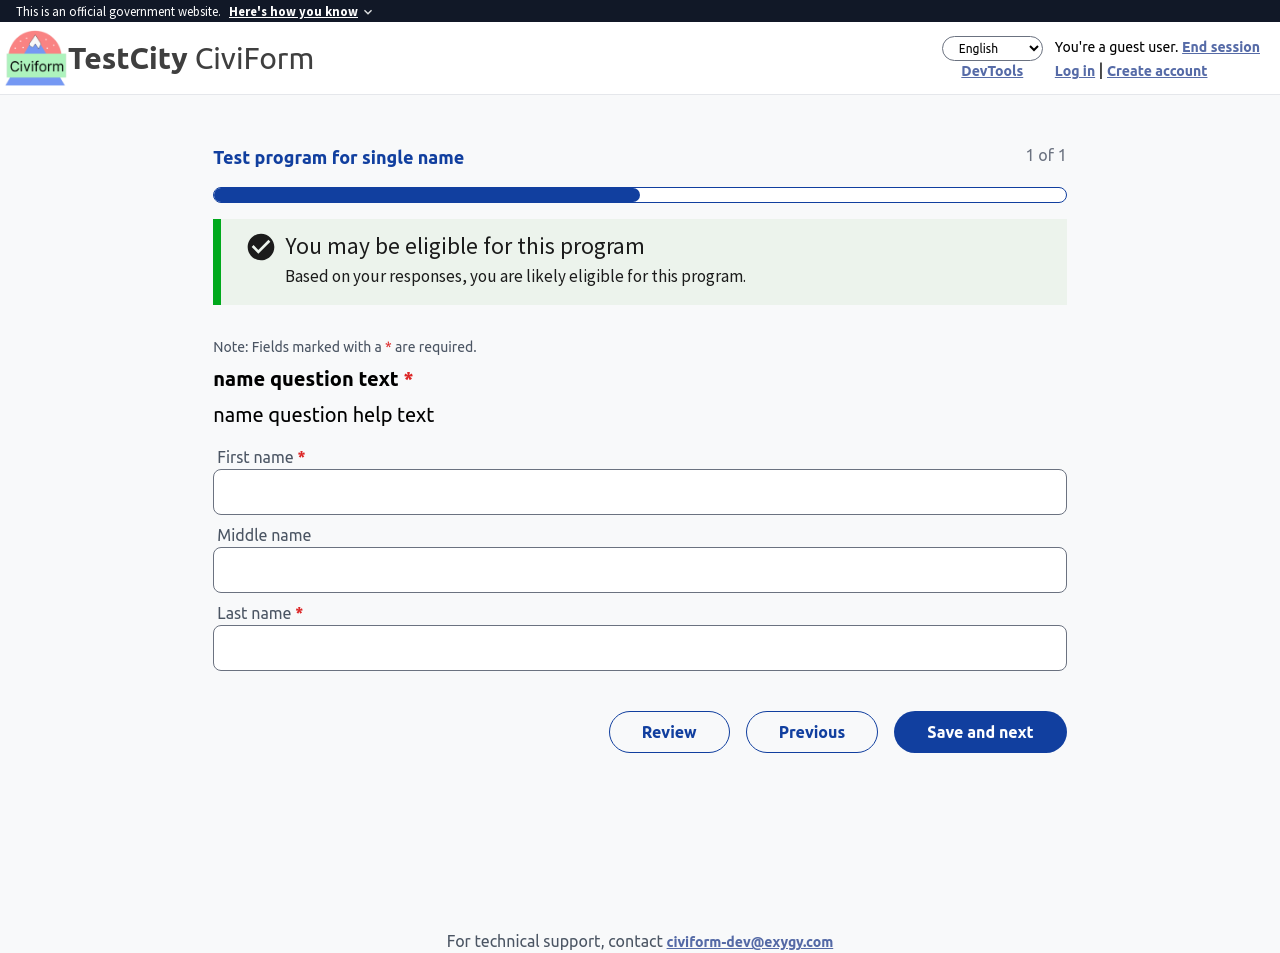 This is an official government website. Here's how you know
Civiform
TestCity CiviForm
English
You're a guest user. End session
DevTools
Log in | Create account
Test program for single name
1 of 1
You may be eligible for this program
Based on your responses, you are likely eligible for this program.
Note: Fields marked with a * are required.
name question text *
name question help text
First name *
Middle name
Last name *
Review
Previous
Save and next
For technical support, contact civiform-dev@exygy.com